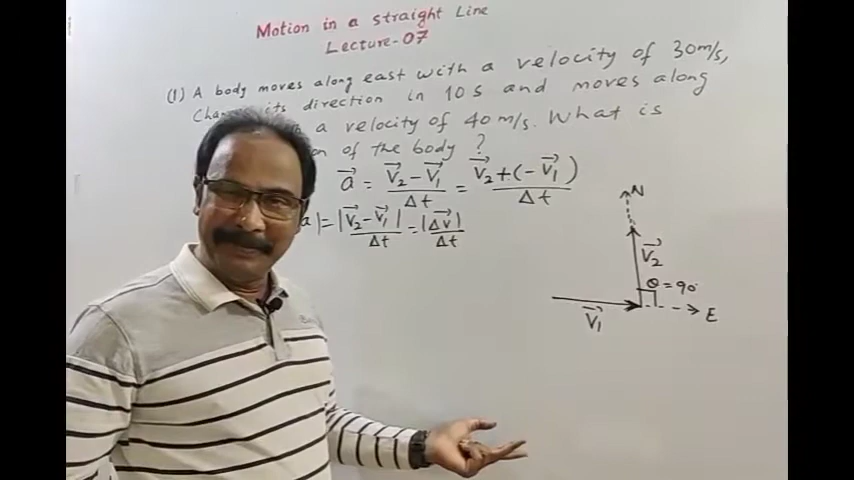 Motion in a straight Line
Lecture-07
(1) A body moves along east with a velocity of 30m/s,
its direction in 10s and moves along
a velocity of 40 m/s. What is
of the body ?
a⃗ = (V⃗₂ − V⃗₁)/Δt = (V⃗₂ + (−V⃗₁))/Δt
a| = |V⃗₂ − V⃗₁|/Δt = |ΔV⃗|/Δt
N
V⃗₂
θ = 90°
E
V⃗₁